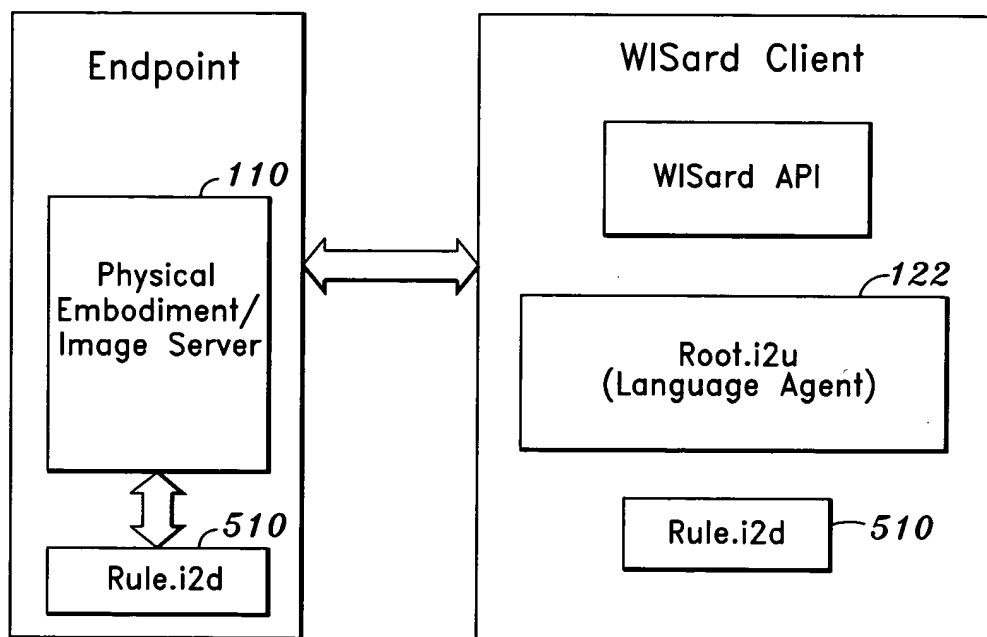 Endpoint
110
Physical
Embodiment/
Image Server
510
Rule.i2d
WISard Client
WISard API
122
Root.i2u
(Language Agent)
Rule.i2d
510